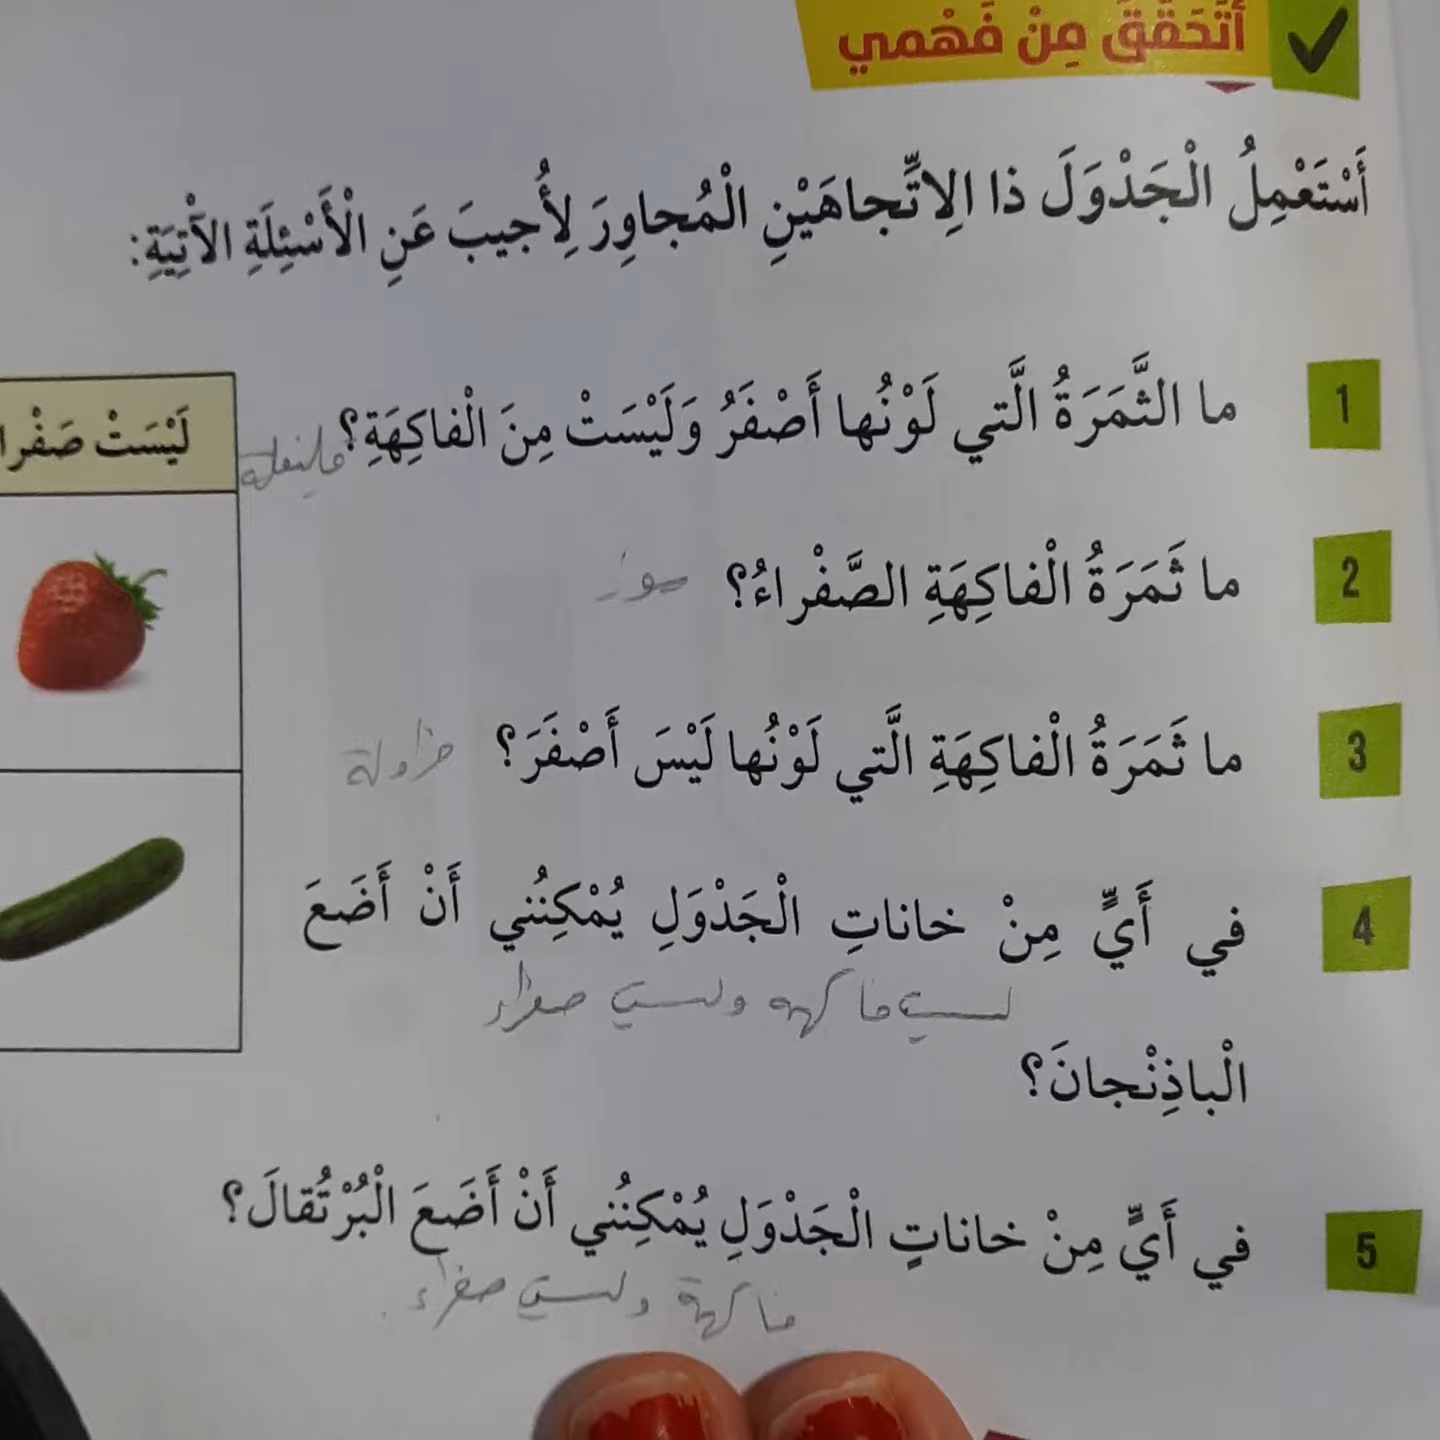 أَتَحَقَّقُ مِنْ فَهْمي
أَسْتَعْمِلُ الْجَدْوَلَ ذا الِاتِّجاهَيْنِ الْمُجاوِرَ لِأُجيبَ عَنِ الْأَسْئِلَةِ الْآتِيَةِ:
1 ما الثَّمَرَةُ الَّتي لَوْنُها أَصْفَرُ وَلَيْسَتْ مِنَ الْفاكِهَةِ؟
لَيْسَتْ صَفْرا
2 ما ثَمَرَةُ الْفاكِهَةِ الصَّفْراءُ؟
3 ما ثَمَرَةُ الْفاكِهَةِ الَّتي لَوْنُها لَيْسَ أَصْفَرَ؟ فراولة
4 في أَيٍّ مِنْ خاناتِ الْجَدْوَلِ يُمْكِنُني أَنْ أَضَعَ
ليست فاكهه وليست صفراء
الْباذِنْجانَ؟
5 في أَيٍّ مِنْ خاناتِ الْجَدْوَلِ يُمْكِنُني أَنْ أَضَعَ الْبُرْتُقالَ؟
فاكهة وليست صفراء.